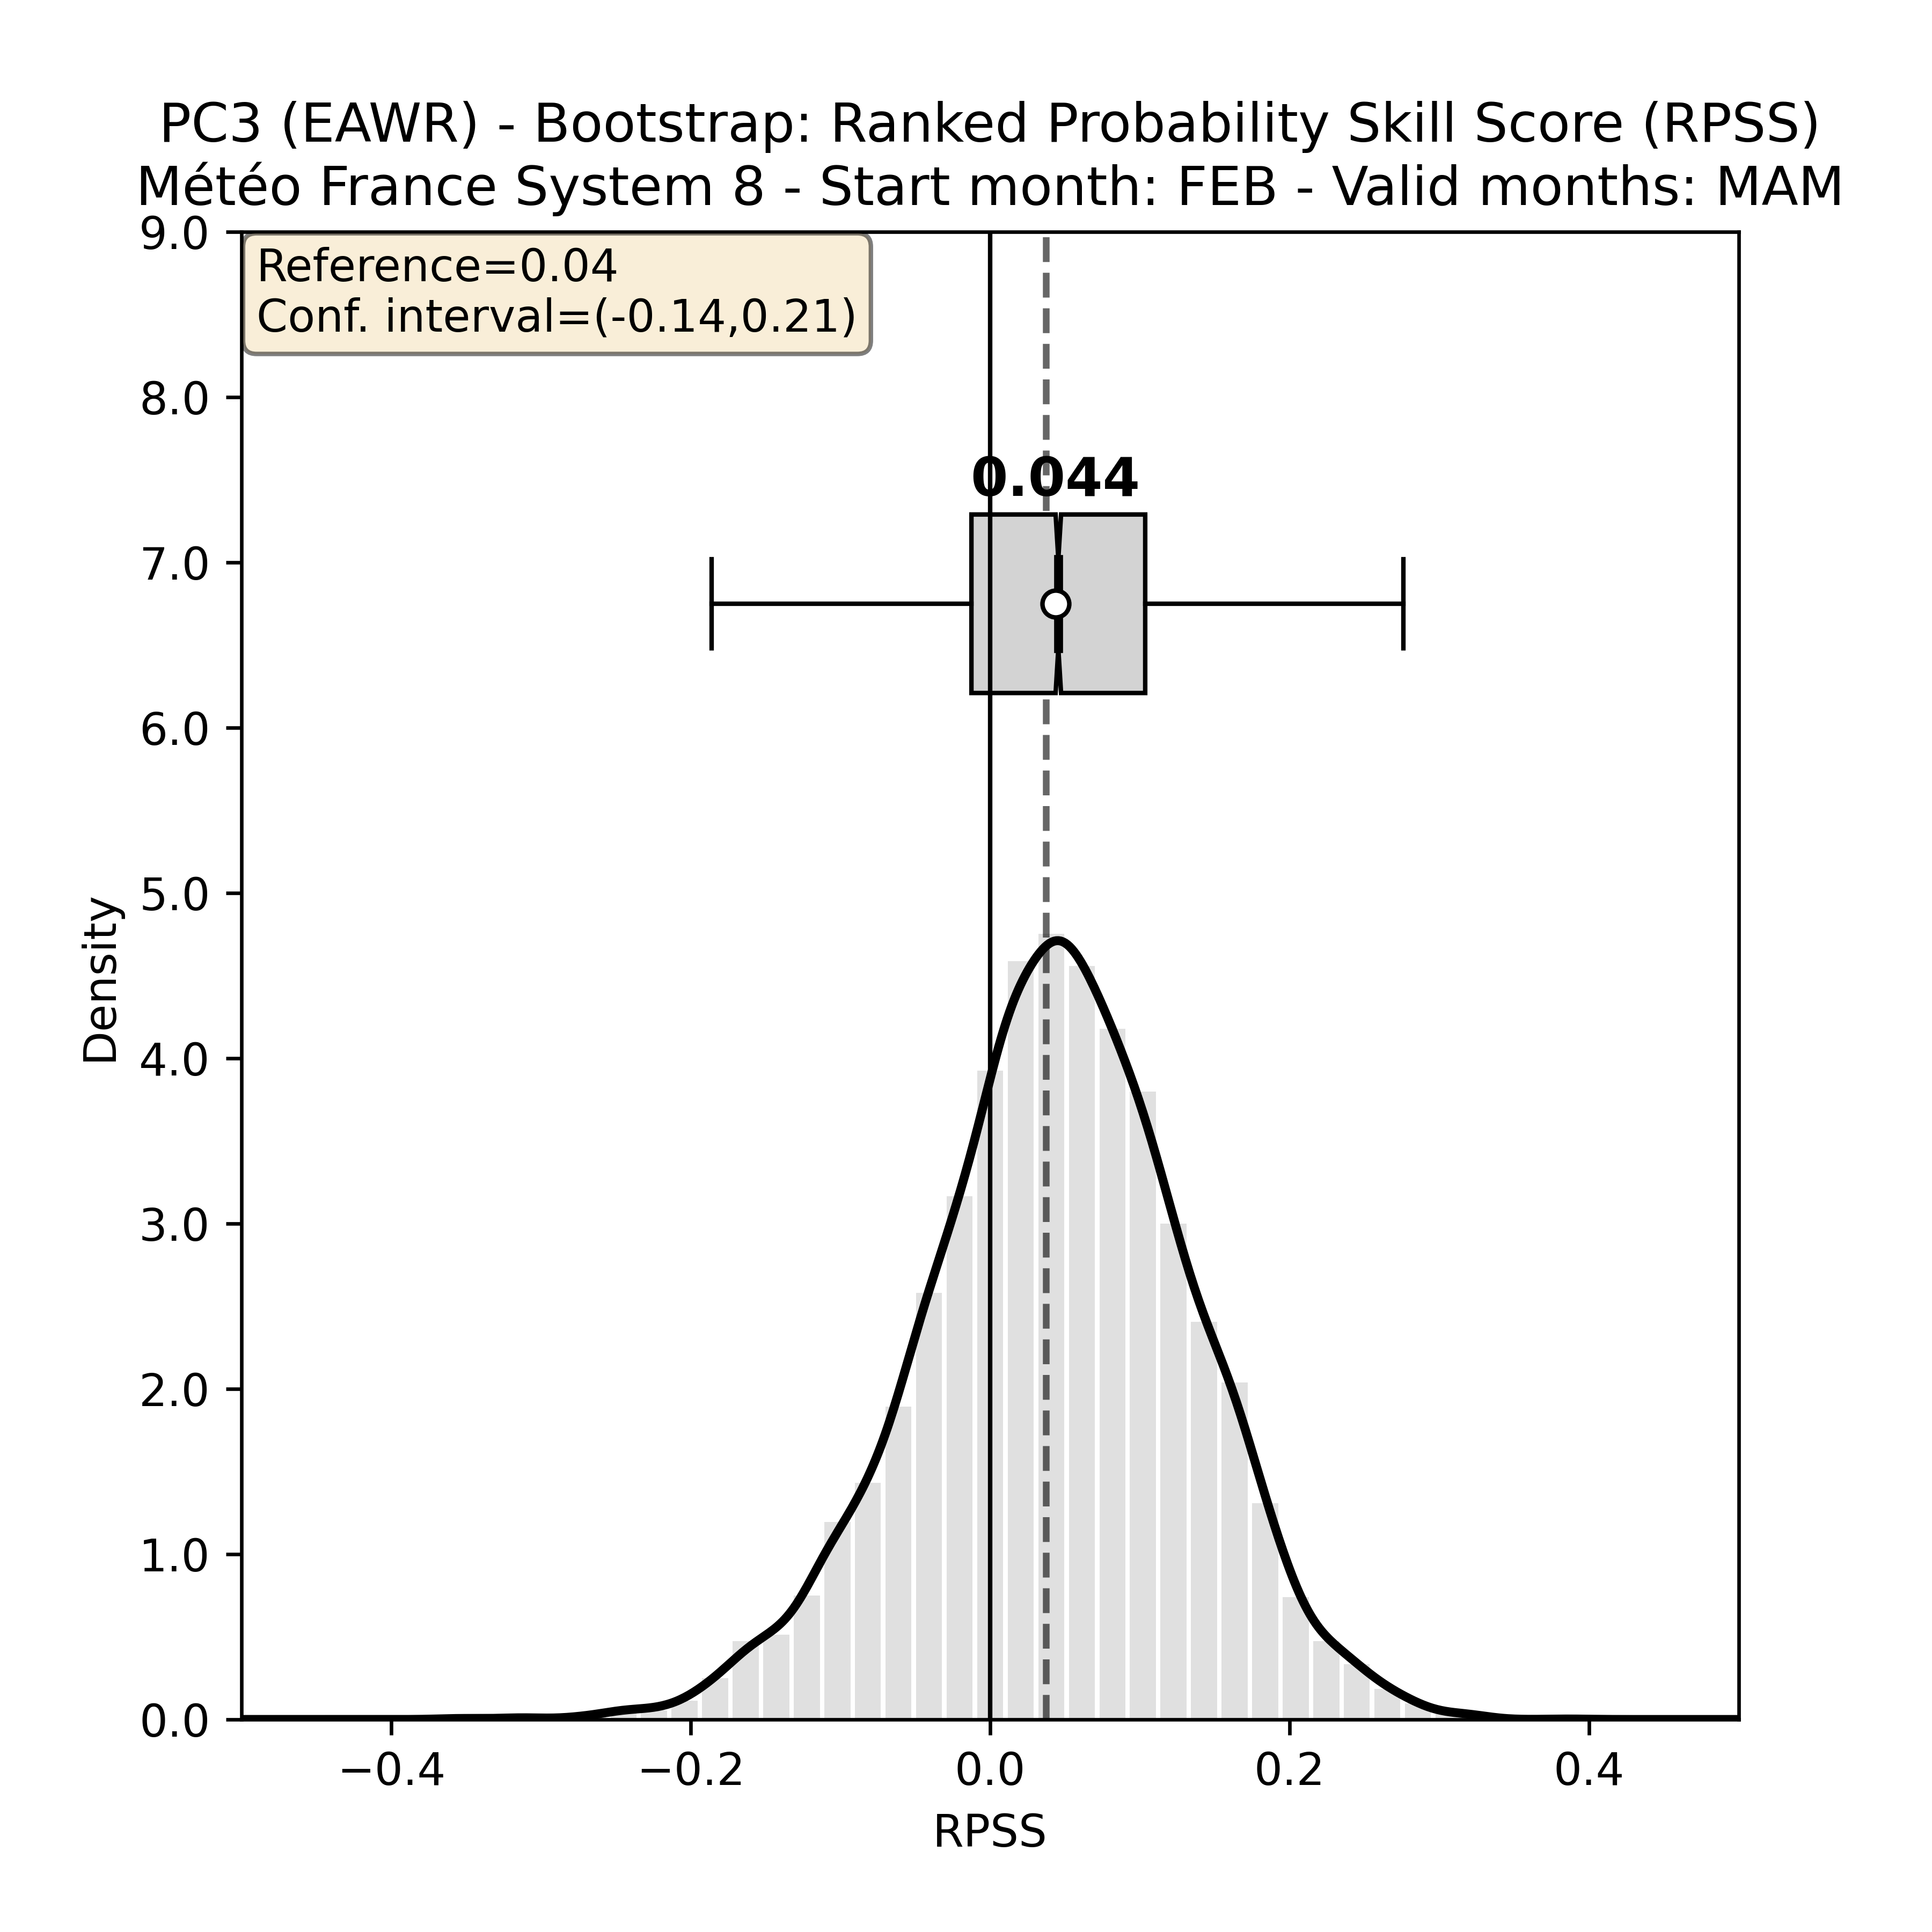 PC3 (EAWR) - Bootstrap: Ranked Probability Skill Score (RPSS)
Météo France System 8 - Start month: FEB - Valid months: MAM
9.0
Reference=0.04
Conf. interval=(-0.14,0.21)
8.0
0.044
7.0
6.0
5.0
Density
4.0
3.0
2.0
1.0
0.0
−0.4 −0.2 0.0 0.2 0.4
RPSS